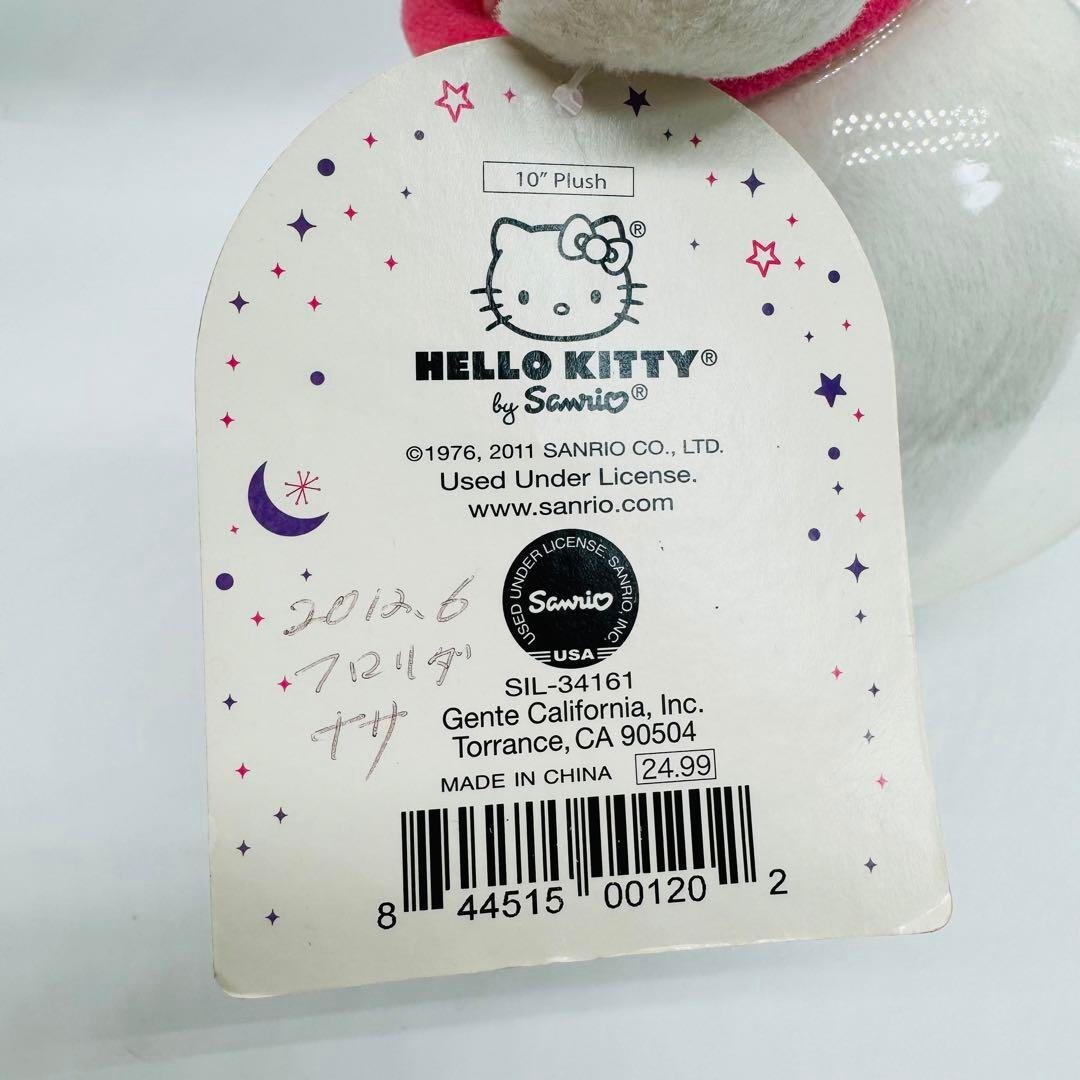 10" Plush
®
HELLO KITTY®
by Sanrio®
©1976, 2011 SANRIO CO., LTD.
Used Under License.
www.sanrio.com
USED UNDER LICENSE. SANRIO, INC.
Sanrio
USA
2012.6
フロリダ
ナサ
SIL-34161
Gente California, Inc.
Torrance, CA 90504
MADE IN CHINA 24.99
8 44515 00120 2